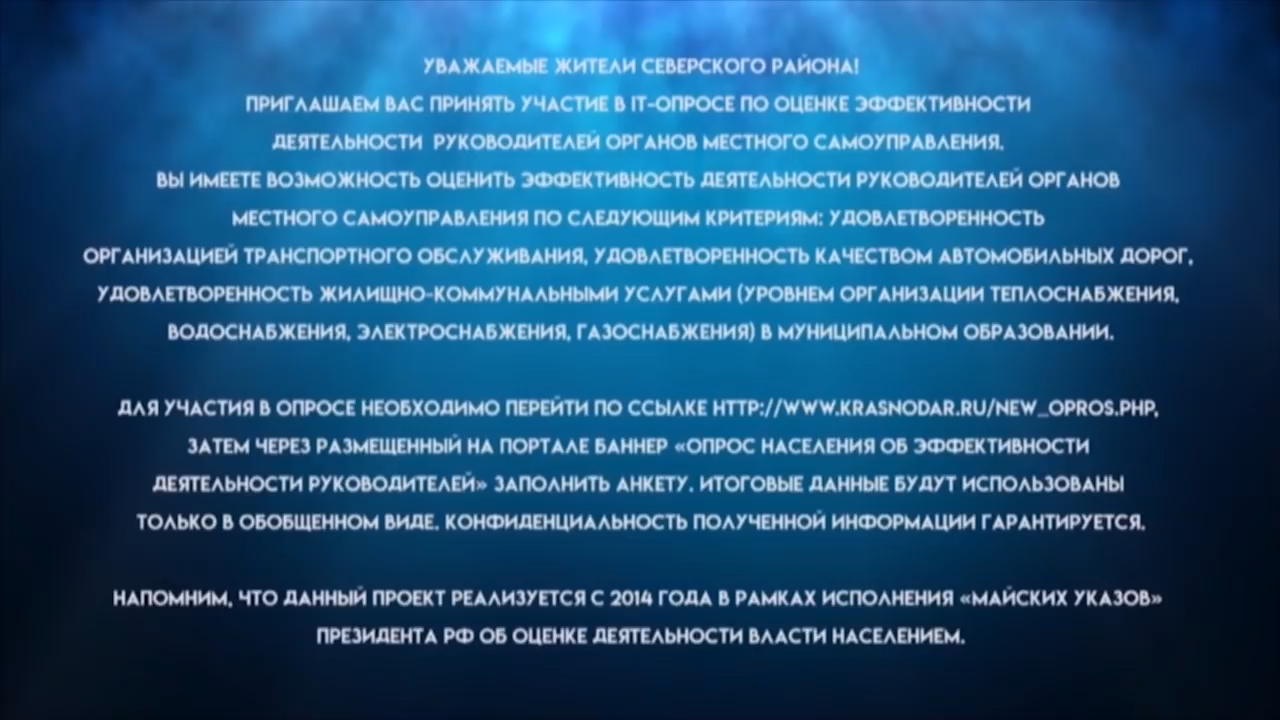 УВАЖАЕМЫЕ ЖИТЕЛИ СЕВЕРСКОГО РАЙОНА!
ПРИГЛАШАЕМ ВАС ПРИНЯТЬ УЧАСТИЕ В IT-ОПРОСЕ ПО ОЦЕНКЕ ЭФФЕКТИВНОСТИ
ДЕЯТЕЛЬНОСТИ РУКОВОДИТЕЛЕЙ ОРГАНОВ МЕСТНОГО САМОУПРАВЛЕНИЯ.
ВЫ ИМЕЕТЕ ВОЗМОЖНОСТЬ ОЦЕНИТЬ ЭФФЕКТИВНОСТЬ ДЕЯТЕЛЬНОСТИ РУКОВОДИТЕЛЕЙ ОРГАНОВ
МЕСТНОГО САМОУПРАВЛЕНИЯ ПО СЛЕДУЮЩИМ КРИТЕРИЯМ: УДОВЛЕТВОРЕННОСТЬ
ОРГАНИЗАЦИЕЙ ТРАНСПОРТНОГО ОБСЛУЖИВАНИЯ, УДОВЛЕТВОРЕННОСТЬ КАЧЕСТВОМ АВТОМОБИЛЬНЫХ ДОРОГ,
УДОВЛЕТВОРЕННОСТЬ ЖИЛИЩНО-КОММУНАЛЬНЫМИ УСЛУГАМИ (УРОВНЕМ ОРГАНИЗАЦИИ ТЕПЛОСНАБЖЕНИЯ,
ВОДОСНАБЖЕНИЯ, ЭЛЕКТРОСНАБЖЕНИЯ, ГАЗОСНАБЖЕНИЯ) В МУНИЦИПАЛЬНОМ ОБРАЗОВАНИИ.
ДЛЯ УЧАСТИЯ В ОПРОСЕ НЕОБХОДИМО ПЕРЕЙТИ ПО ССЫЛКЕ HTTP://WWW.KRASNODAR.RU/NEW_OPROS.PHP,
ЗАТЕМ ЧЕРЕЗ РАЗМЕЩЕННЫЙ НА ПОРТАЛЕ БАННЕР «ОПРОС НАСЕЛЕНИЯ ОБ ЭФФЕКТИВНОСТИ
ДЕЯТЕЛЬНОСТИ РУКОВОДИТЕЛЕЙ» ЗАПОЛНИТЬ АНКЕТУ. ИТОГОВЫЕ ДАННЫЕ БУДУТ ИСПОЛЬЗОВАНЫ
ТОЛЬКО В ОБОБЩЕННОМ ВИДЕ. КОНФИДЕНЦИАЛЬНОСТЬ ПОЛУЧЕННОЙ ИНФОРМАЦИИ ГАРАНТИРУЕТСЯ.
НАПОМНИМ, ЧТО ДАННЫЙ ПРОЕКТ РЕАЛИЗУЕТСЯ С 2014 ГОДА В РАМКАХ ИСПОЛНЕНИЯ «МАЙСКИХ УКАЗОВ»
ПРЕЗИДЕНТА РФ ОБ ОЦЕНКЕ ДЕЯТЕЛЬНОСТИ ВЛАСТИ НАСЕЛЕНИЕМ.